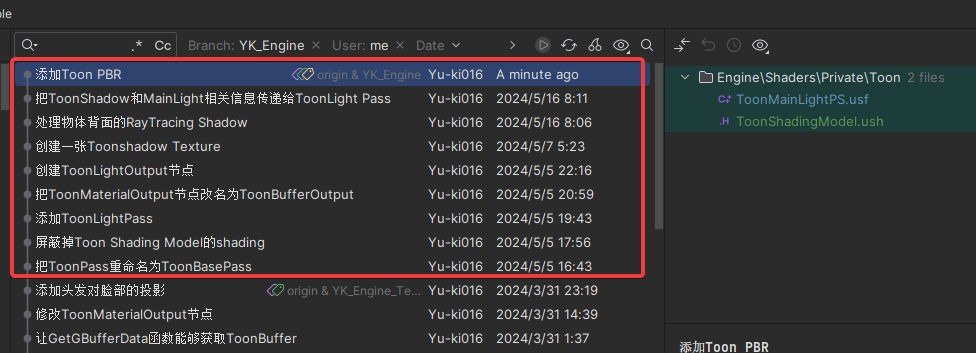 ple
.* Cc Branch: YK_Engine × User: me × Date
添加Toon PBR origin & YK_Engine Yu-ki016 A minute ago
把ToonShadow和MainLight相关信息传递给ToonLight Pass Yu-ki016 2024/5/16 8:11
处理物体背面的RayTracing Shadow Yu-ki016 2024/5/16 8:06
创建一张Toonshadow Texture Yu-ki016 2024/5/7 5:23
创建ToonLightOutput节点 Yu-ki016 2024/5/5 22:16
把ToonMaterialOutput节点改名为ToonBufferOutput Yu-ki016 2024/5/5 20:59
添加ToonLightPass Yu-ki016 2024/5/5 19:43
屏蔽掉Toon Shading Model的shading Yu-ki016 2024/5/5 17:56
把ToonPass重命名为ToonBasePass Yu-ki016 2024/5/5 16:43
添加头发对脸部的投影 origin & YK_Engine_Te... Yu-ki016 2024/3/31 23:19
修改ToonMaterialOutput节点 Yu-ki016 2024/3/31 14:39
让GetGBufferData函数能够获取ToonBuffer Yu-ki016 2024/3/31 1:37
Engine\Shaders\Private\Toon 2 files
C+ ToonMainLightPS.usf
.H ToonShadingModel.ush
添加Toon PBR